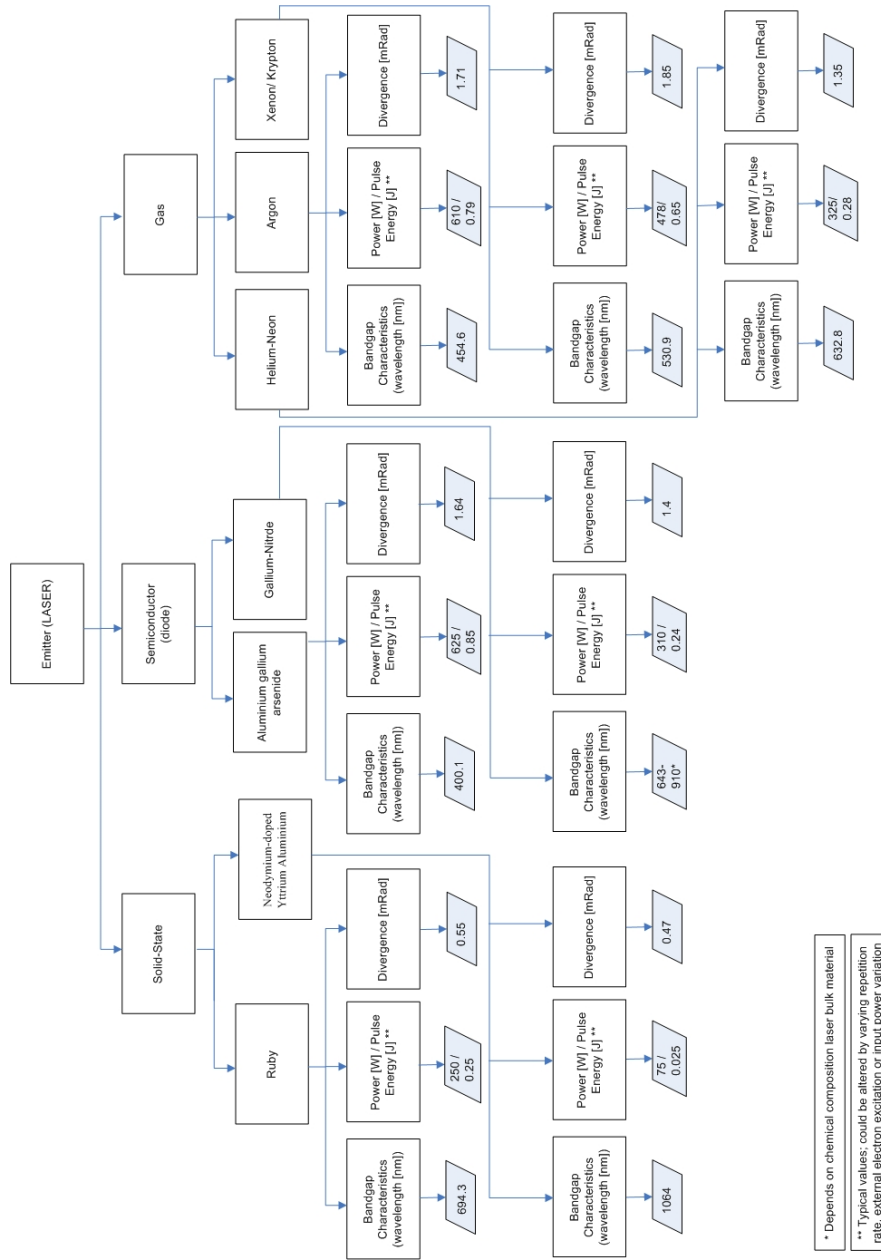 Emitter (LASER)
Solid-State
Semiconductor
(diode)
Gas
Ruby
Neodymium-doped
Yttrium Aluminium
Aluminium gallium
arsenide
Gallium-Nitrde
Helium-Neon
Argon
Xenon/ Krypton
Bandgap
Characteristics
(wavelength [nm])
Power [W] / Pulse
Energy [J] **
Divergence [mRad]
Bandgap
Characteristics
(wavelength [nm])
Power [W] / Pulse
Energy [J] **
Divergence [mRad]
Bandgap
Characteristics
(wavelength [nm])
Power [W] / Pulse
Energy [J] **
Divergence [mRad]
694.3
250 /
0.25
0.55
400.1
625 /
0.85
1.64
454.6
610 /
0.79
1.71
Bandgap
Characteristics
(wavelength [nm])
Power [W] / Pulse
Energy [J] **
Divergence [mRad]
Bandgap
Characteristics
(wavelength [nm])
Power [W] / Pulse
Energy [J] **
Divergence [mRad]
Bandgap
Characteristics
(wavelength [nm])
Power [W] / Pulse
Energy [J] **
Divergence [mRad]
1064
75 /
0.025
0.47
643-
910*
310 /
0.24
1.4
530.9
478/
0.65
1.85
Bandgap
Characteristics
(wavelength [nm])
Power [W] / Pulse
Energy [J] **
Divergence [mRad]
632.8
325/
0.28
1.35
* Depends on chemical composition laser bulk material
** Typical values; could be altered by varying repetition
rate, external electron excitation or input power variation